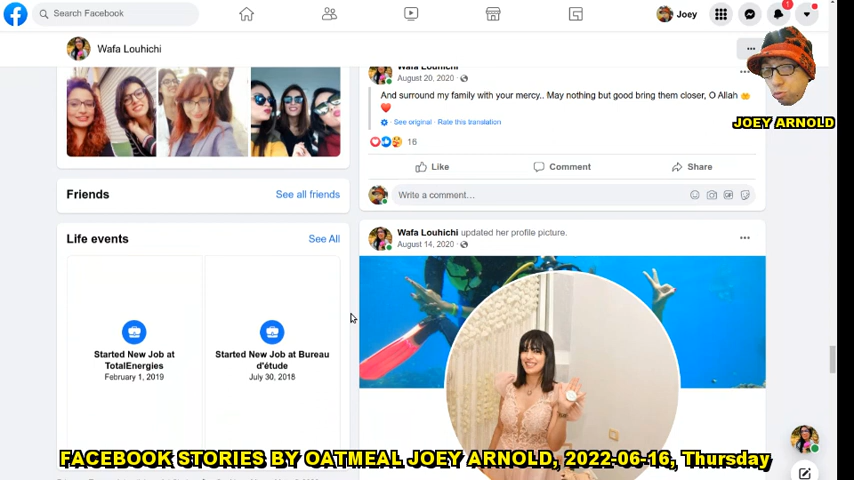 Search Facebook
Joey
1
Wafa Louhichi
Wafa Louhichi
August 20, 2020
And surround my family with your mercy.. May nothing but good bring them closer, O Allah
See original · Rate this translation
16
Like Comment Share
Write a comment…
JOEY ARNOLD
Friends
See all friends
Life events
See All
Started New Job at
TotalEnergies
February 1, 2019
Started New Job at Bureau
d'étude
July 30, 2018
Wafa Louhichi updated her profile picture.
August 14, 2020
FACEBOOK STORIES BY OATMEAL JOEY ARNOLD, 2022-06-16, Thursday